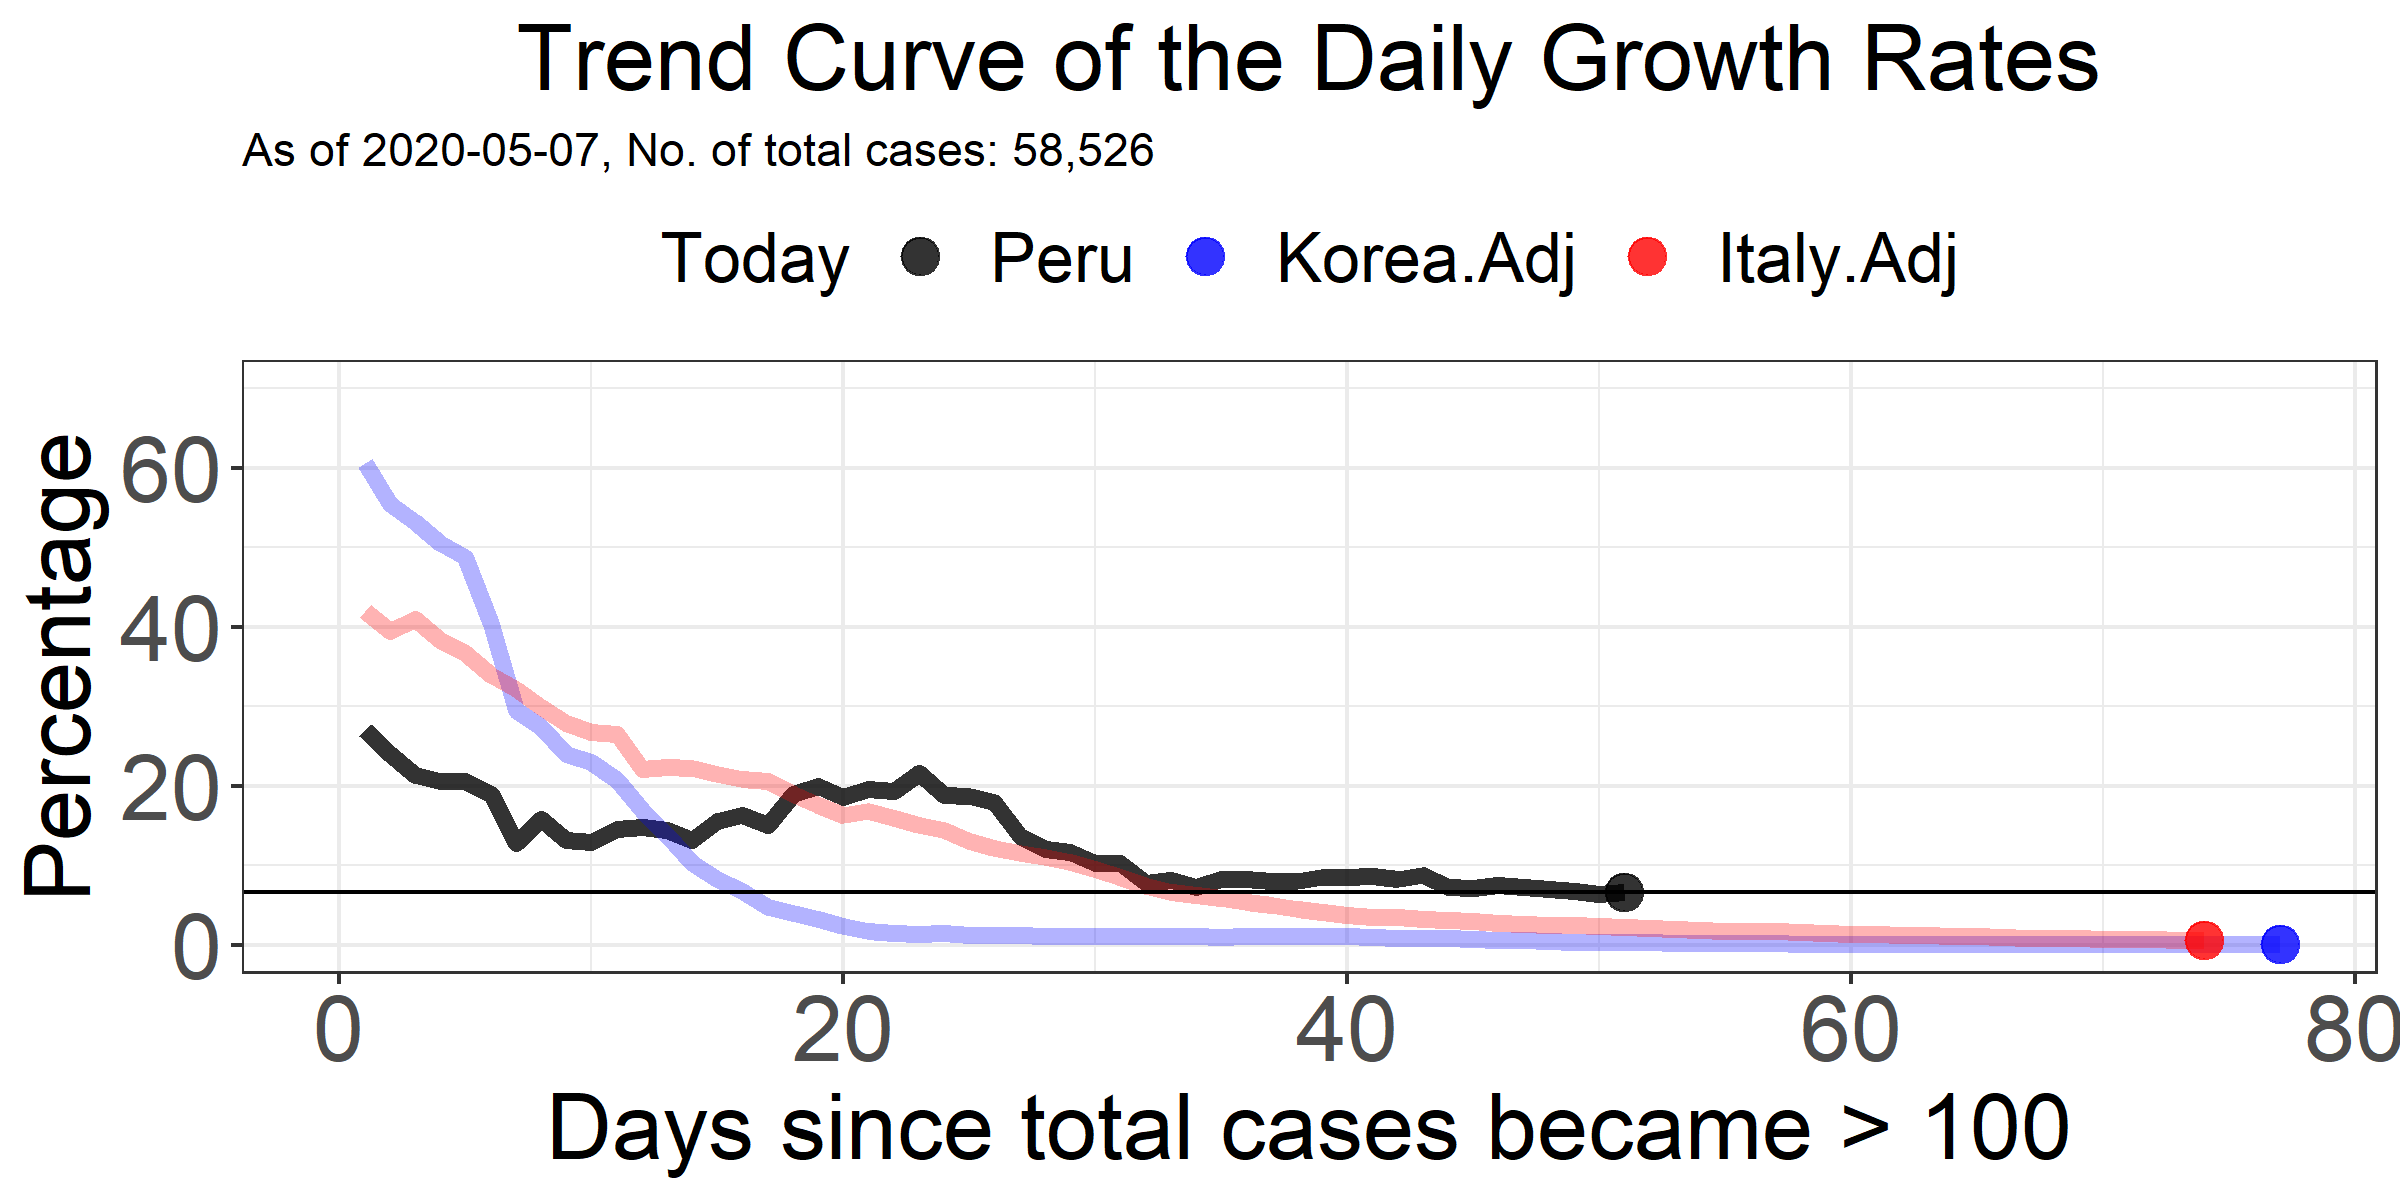 Trend Curve of the Daily Growth Rates
As of 2020-05-07, No. of total cases: 58,526
Today Peru Korea.Adj Italy.Adj
Percentage
60
40
20
0
0 20 40 60 80
Days since total cases became > 100